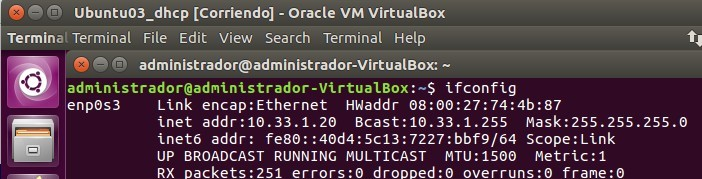 Ubuntu03_dhcp [Corriendo] - Oracle VM VirtualBox
Terminal Terminal File Edit View Search Terminal Help
administrador@administrador-VirtualBox: ~
administrador@administrador-VirtualBox:~$ ifconfig
enp0s3 Link encap:Ethernet HWaddr 08:00:27:74:4b:87
inet addr:10.33.1.20 Bcast:10.33.1.255 Mask:255.255.255.0
inet6 addr: fe80::40d4:5c13:7227:bbf9/64 Scope:Link
UP BROADCAST RUNNING MULTICAST MTU:1500 Metric:1
RX packets:251 errors:0 dropped:0 overruns:0 frame:0